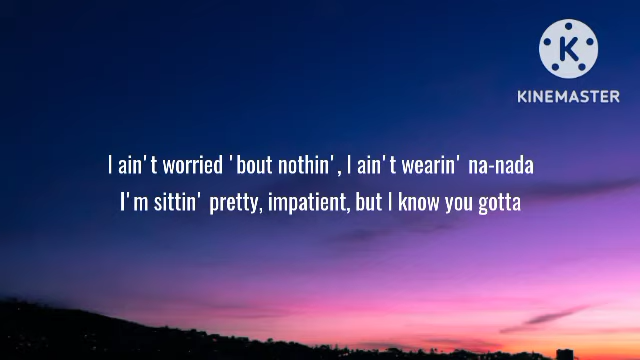 K
KINEMASTER
I ain't worried 'bout nothin', I ain't wearin' na-nada
I'm sittin' pretty, impatient, but I know you gotta